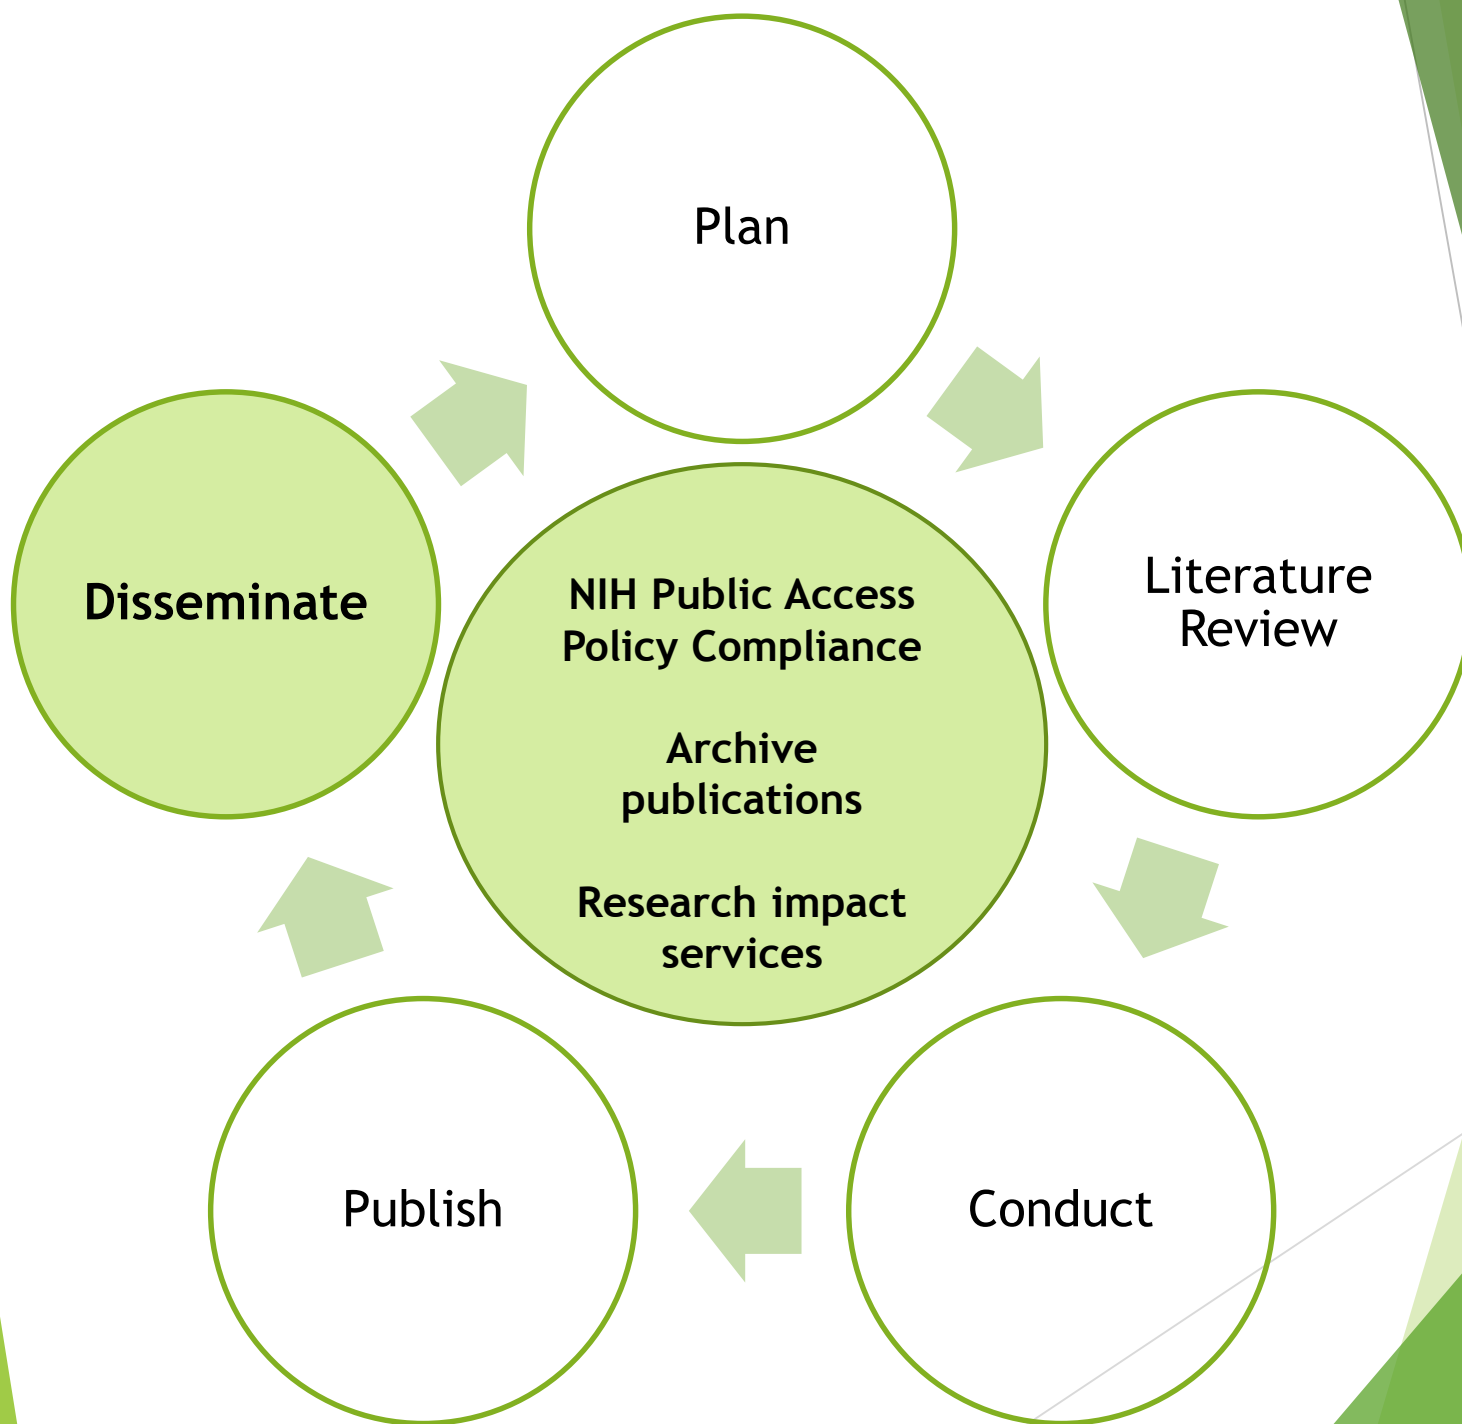 Plan
Literature
Review
Disseminate
NIH Public Access
Policy Compliance
Archive
publications
Research impact
services
Publish
Conduct